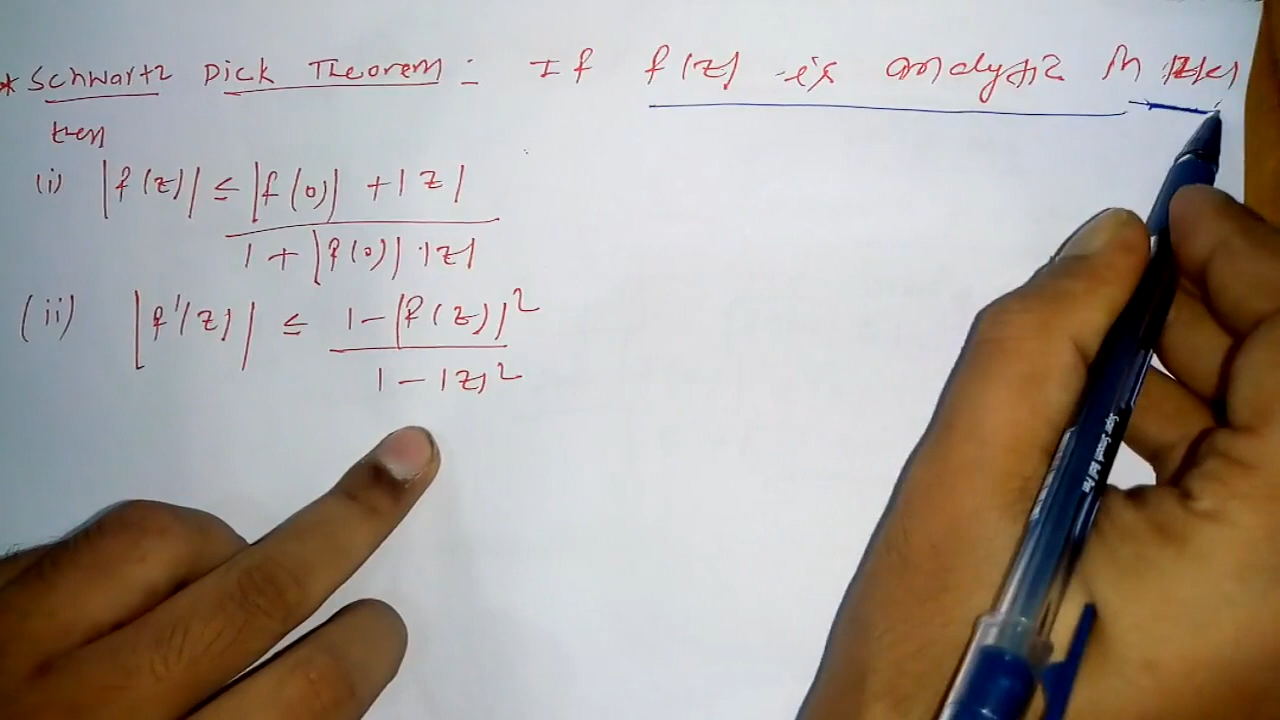 * Schwartz Dick Theorem : If f(z) is analytic in |z|<1
then
(i) |f(z)| ≤ |f(0)| + |z|
1 + |f(0)| · |z|
(ii) |f'(z)| ≤ 1 - |f(z)|²
1 - |z|²